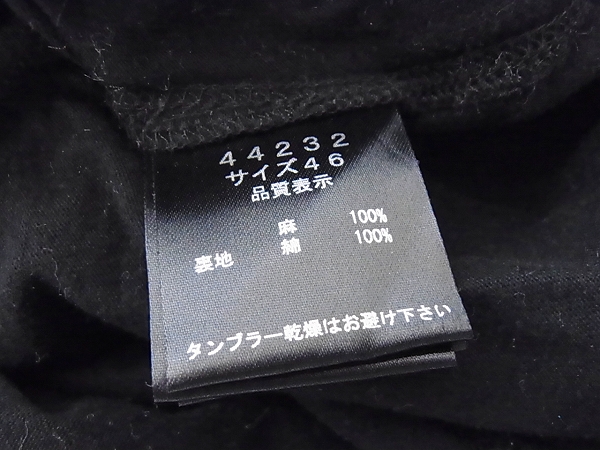 44232
サイズ46
品質表示
麻 100%
裏地 綿 100%
タンブラー乾燥はお避け下さい